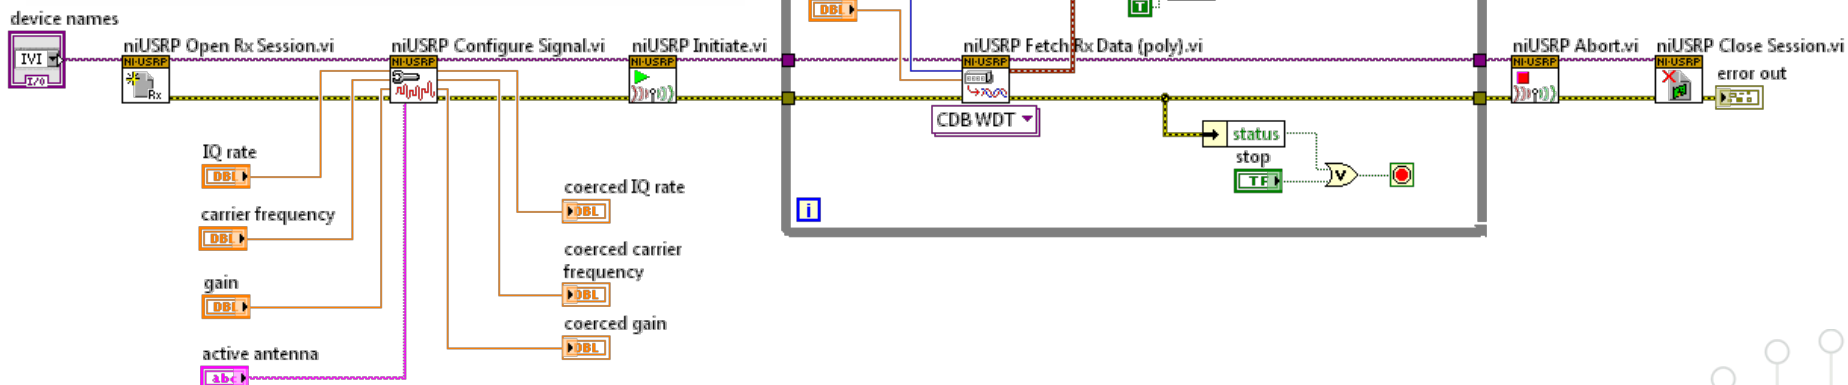 device names
IVI
I/O
niUSRP Open Rx Session.vi
NI-USRP
Rx
niUSRP Configure Signal.vi
NI-USRP
niUSRP Initiate.vi
NI-USRP
DBL
T
niUSRP Fetch Rx Data (poly).vi
NI-USRP
CDB WDT
niUSRP Abort.vi
NI-USRP
niUSRP Close Session.vi
NI-USRP
error out
status
stop
TF
V
i
IQ rate
DBL
carrier frequency
DBL
gain
DBL
active antenna
abc
coerced IQ rate
DBL
coerced carrier
frequency
DBL
coerced gain
DBL